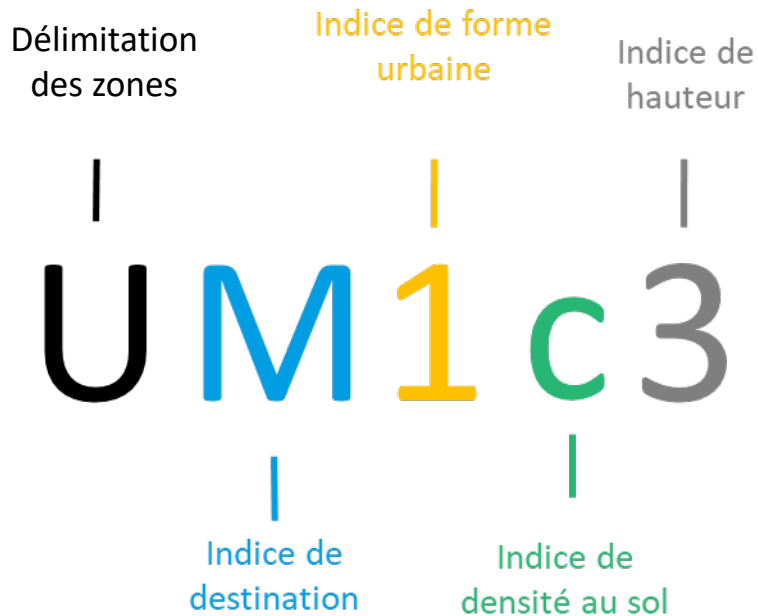 Délimitation
des zones
Indice de forme
urbaine
Indice de
hauteur
UM1c3
Indice de
destination
Indice de
densité au sol